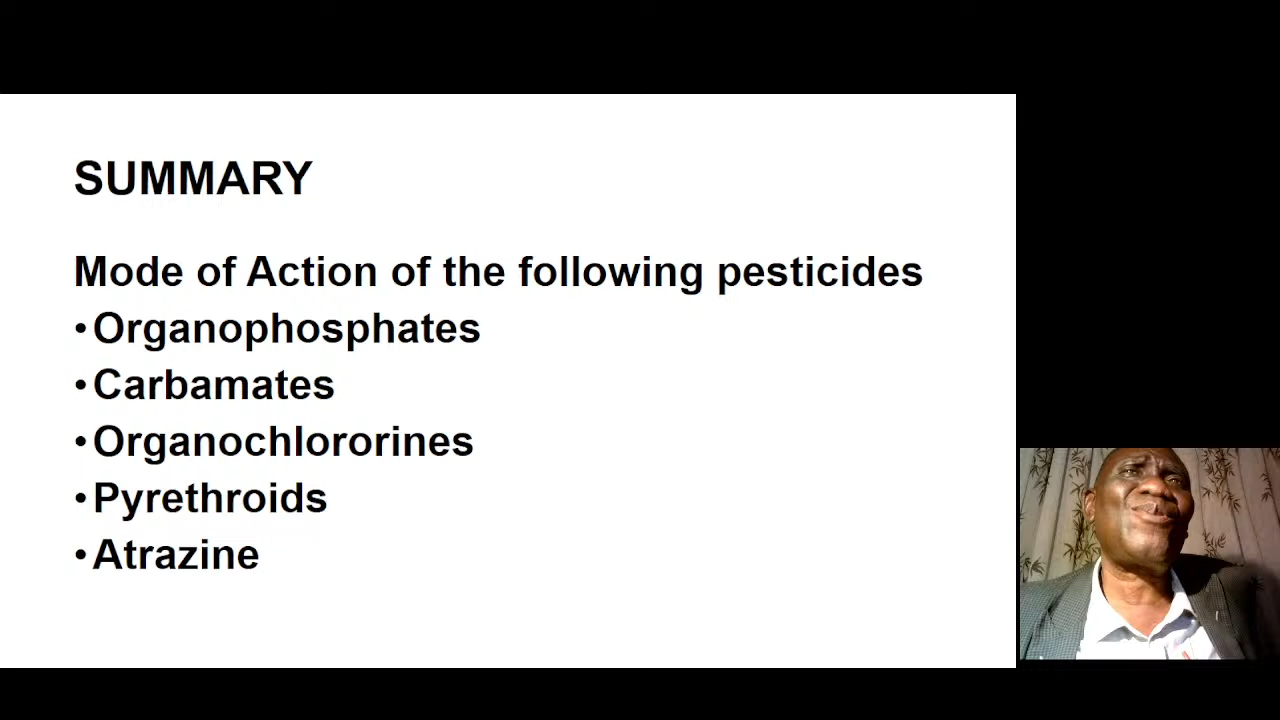 SUMMARY
Mode of Action of the following pesticides
•Organophosphates
•Carbamates
•Organochlororines
•Pyrethroids
•Atrazine